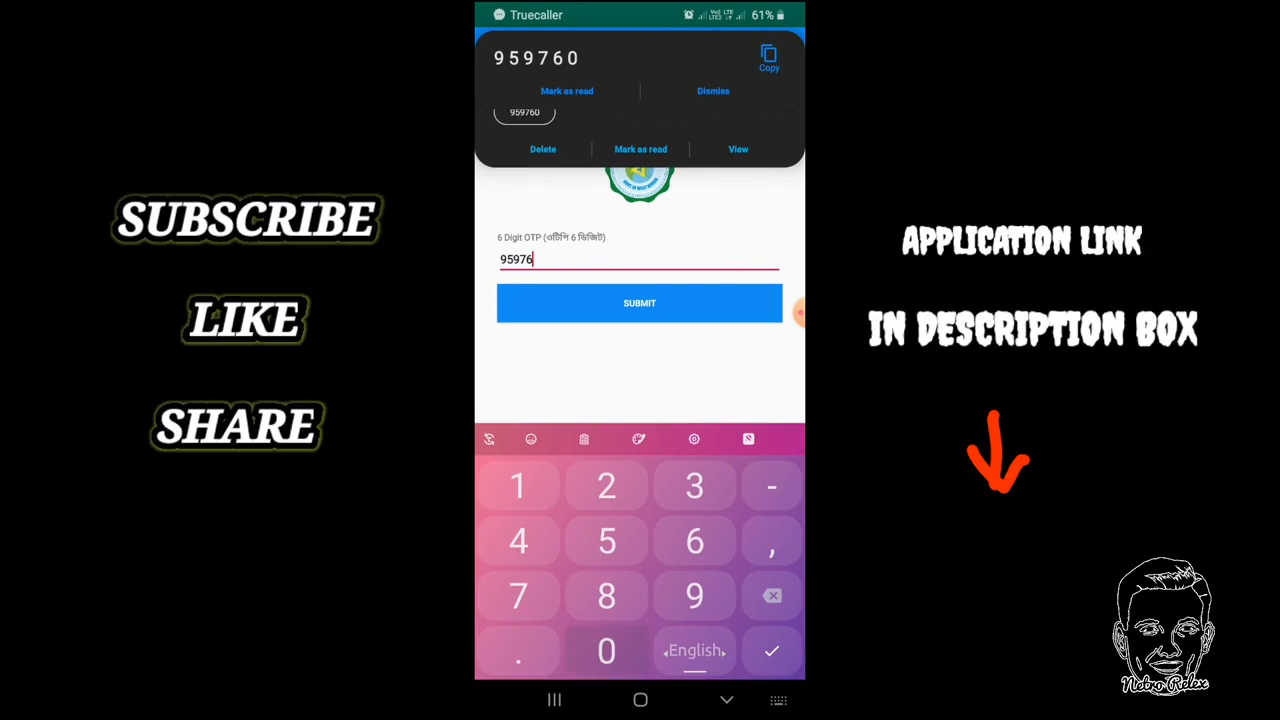 Truecaller
61%
959760
Copy
Mark as read
Dismiss
959760
Delete
Mark as read
View
6 Digit OTP (ওটিপি 6 ডিজিট)
95976
SUBMIT
1 2 3 -
4 5 6 ,
7 8 9
. 0 English
SUBSCRIBE
LIKE
SHARE
APPLICATION LINK
IN DESCRIPTION BOX
Netro Relex